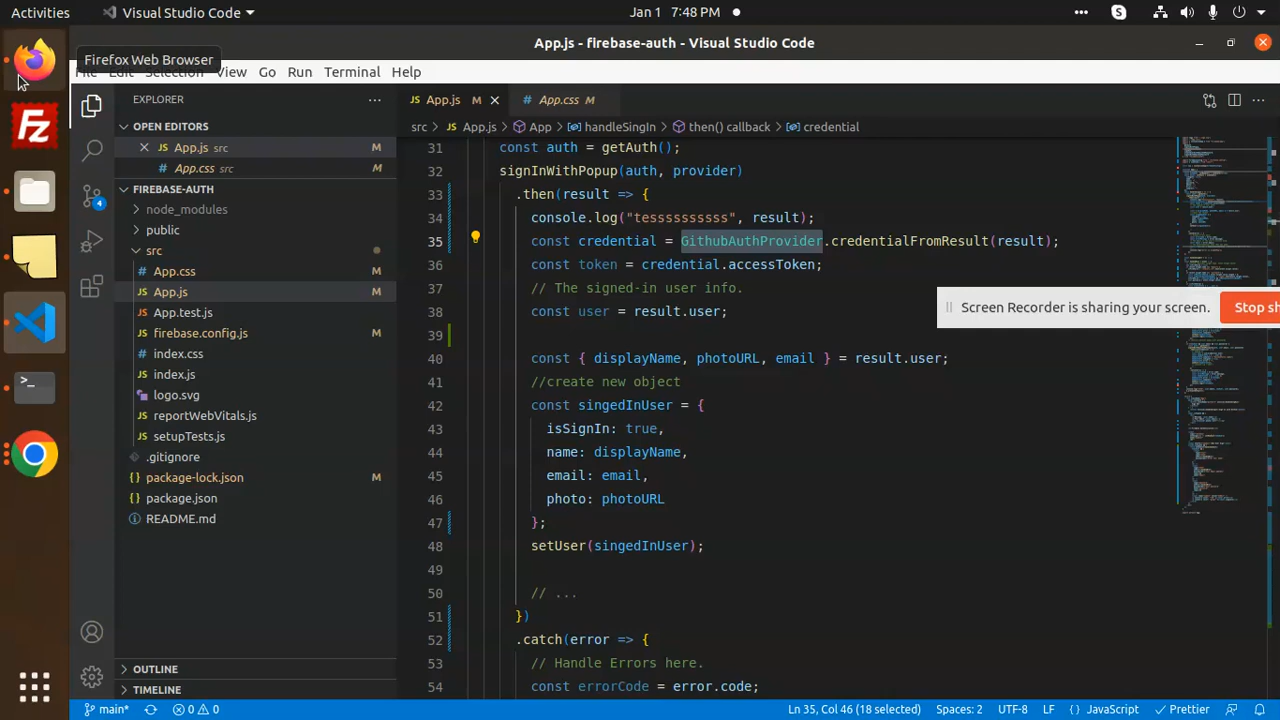 Activities
Visual Studio Code
Jan 1 7:48 PM
App.js - firebase-auth - Visual Studio Code
Firefox Web Browser
File Edit Selection View Go Run Terminal Help
EXPLORER
OPEN EDITORS
App.js src M
App.css src M
FIREBASE-AUTH
node_modules
public
src
App.css M
App.js M
App.test.js
firebase.config.js
index.css
index.js
logo.svg
reportWebVitals.js
setupTests.js
.gitignore
package-lock.json M
package.json
README.md
OUTLINE
TIMELINE
4
App.js M
App.css M
src > App.js > App > handleSingIn > then() callback > credential
31 const auth = getAuth();
32 signInWithPopup(auth, provider)
33 .then(result => {
34 console.log("tesssssssssss", result);
35 const credential = GithubAuthProvider.credentialFromResult(result);
36 const token = credential.accessToken;
37 // The signed-in user info.
38 const user = result.user;
39
40 const { displayName, photoURL, email } = result.user;
41 //create new object
42 const singedInUser = {
43 isSignIn: true,
44 name: displayName,
45 email: email,
46 photo: photoURL
47 };
48 setUser(singedInUser);
49
50 // ...
51 })
52 .catch(error => {
53 // Handle Errors here.
54 const errorCode = error.code;
Screen Recorder is sharing your screen.
Stop sh
main*
0 0
Ln 35, Col 46 (18 selected)
Spaces: 2
UTF-8
LF
{ } JavaScript
Prettier